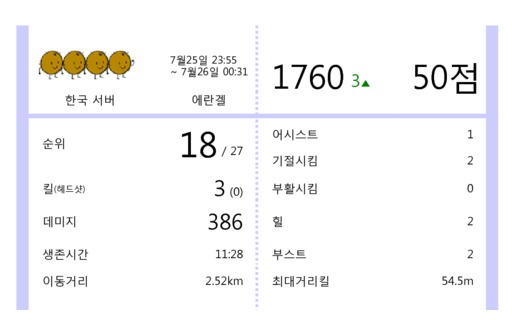 7월25일 23:55
~ 7월26일 00:31
한국 서버
에란겔
1760 3▲
50점
순위 18 / 27
킬(헤드샷) 3 (0)
데미지 386
생존시간 11:28
이동거리 2.52km
어시스트 1
기절시킴 2
부활시킴 0
힐 2
부스트 2
최대거리킬 54.5m